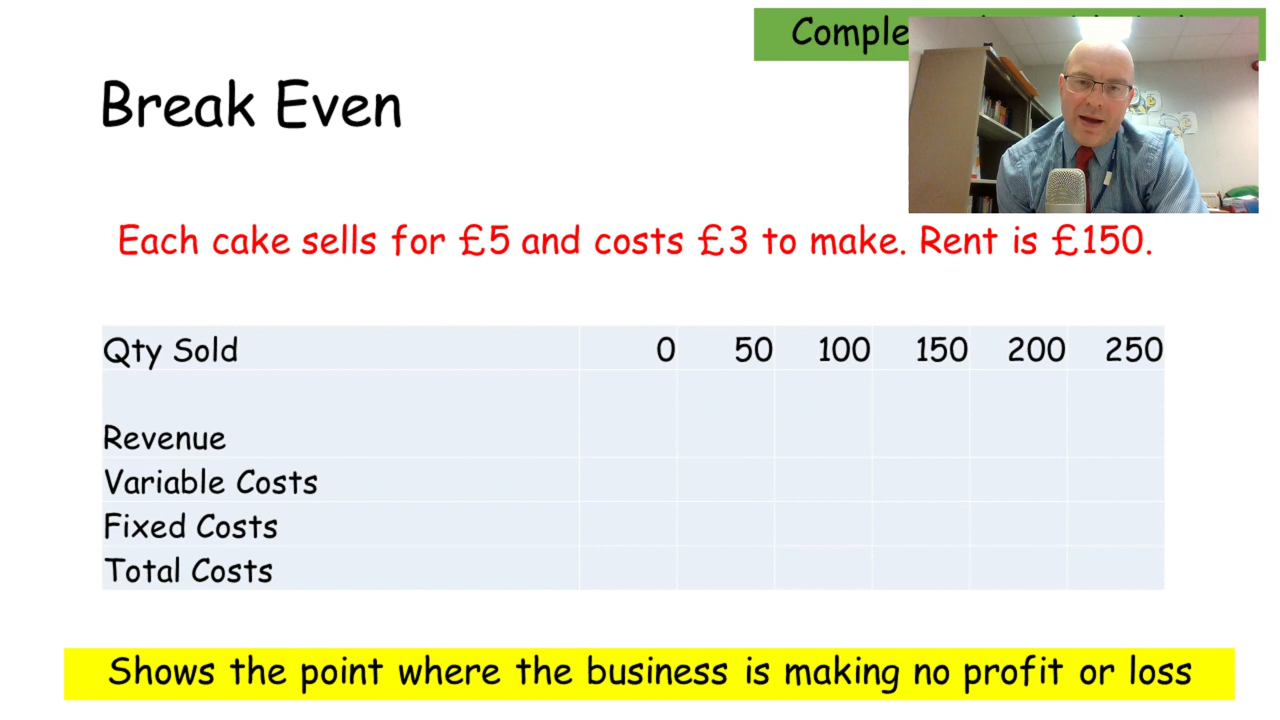 Break Even
Each cake sells for £5 and costs £3 to make. Rent is £150.
Qty Sold 0 50 100 150 200 250
Revenue
Variable Costs
Fixed Costs
Total Costs
Shows the point where the business is making no profit or loss